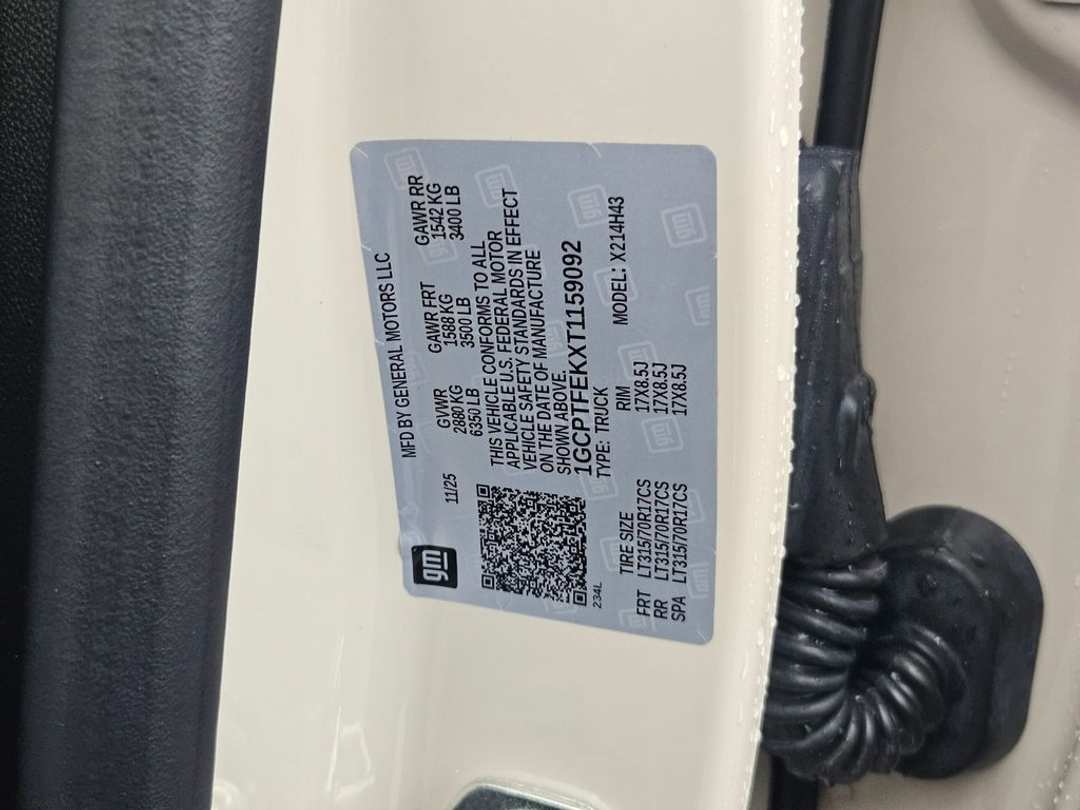 MFD BY GENERAL MOTORS LLC
11/25
GVWR GAWR FRT GAWR RR
2880 KG 1588 KG 1542 KG
6350 LB 3500 LB 3400 LB
THIS VEHICLE CONFORMS TO ALL
APPLICABLE U.S. FEDERAL MOTOR
VEHICLE SAFETY STANDARDS IN EFFECT
ON THE DATE OF MANUFACTURE
SHOWN ABOVE.
1GCPTFEKXT1159092
TYPE: TRUCK MODEL: X214H43
gm
234L
TIRE SIZE RIM
FRT LT315/70R17CS 17X8.5J
RR LT315/70R17CS 17X8.5J
SPA LT315/70R17CS 17X8.5J